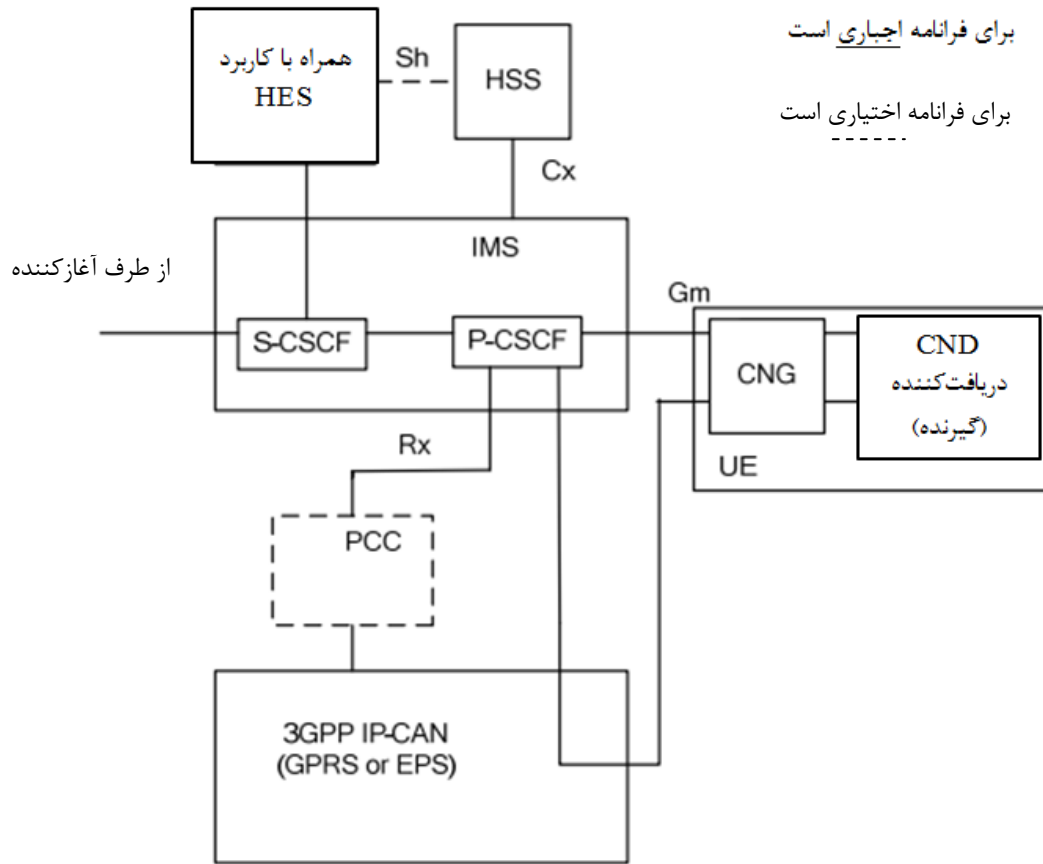 برای فرانامه اجباری است
همراه با کاربرد
HES
Sh
HSS
برای فرانامه اختیاری است
Cx
IMS
از طرف آغازکننده
Gm
S-CSCF
P-CSCF
CNG
CND
دریافت‌کننده
(گیرنده)
UE
Rx
PCC
3GPP IP-CAN
(GPRS or EPS)